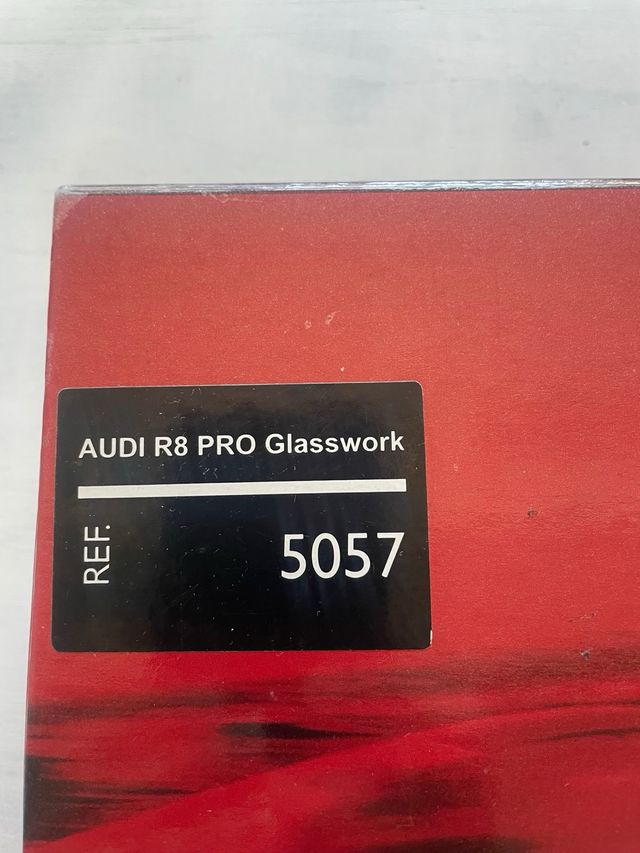 AUDI R8 PRO Glasswork
REF.
5057